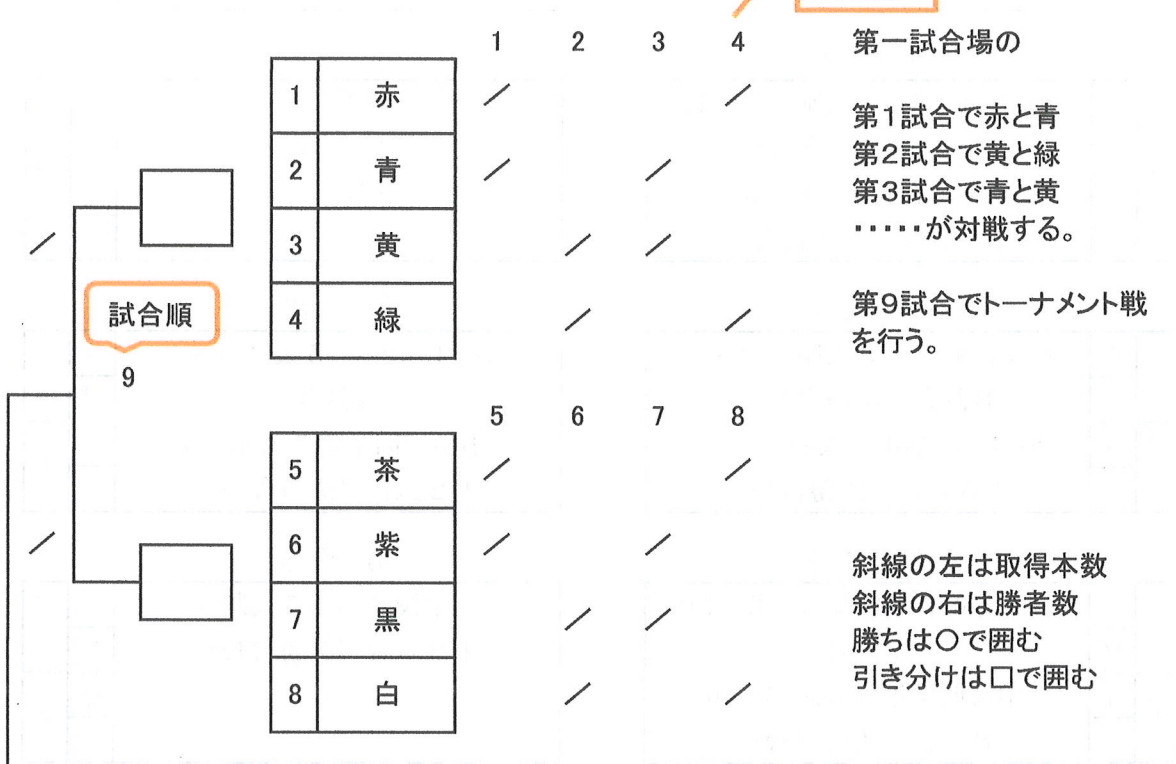 1 2 3 4
1 赤 ／ ／
2 青 ／ ／
3 黄 ／ ／
4 緑 ／ ／
第一試合場の
第1試合で赤と青
第2試合で黄と緑
第3試合で青と黄
・・・・・が対戦する。
第9試合でトーナメント戦
を行う。
／
試合順
9
／
5 6 7 8
5 茶 ／ ／
6 紫 ／ ／
7 黒 ／ ／
8 白 ／ ／
斜線の左は取得本数
斜線の右は勝者数
勝ちは○で囲む
引き分けは□で囲む